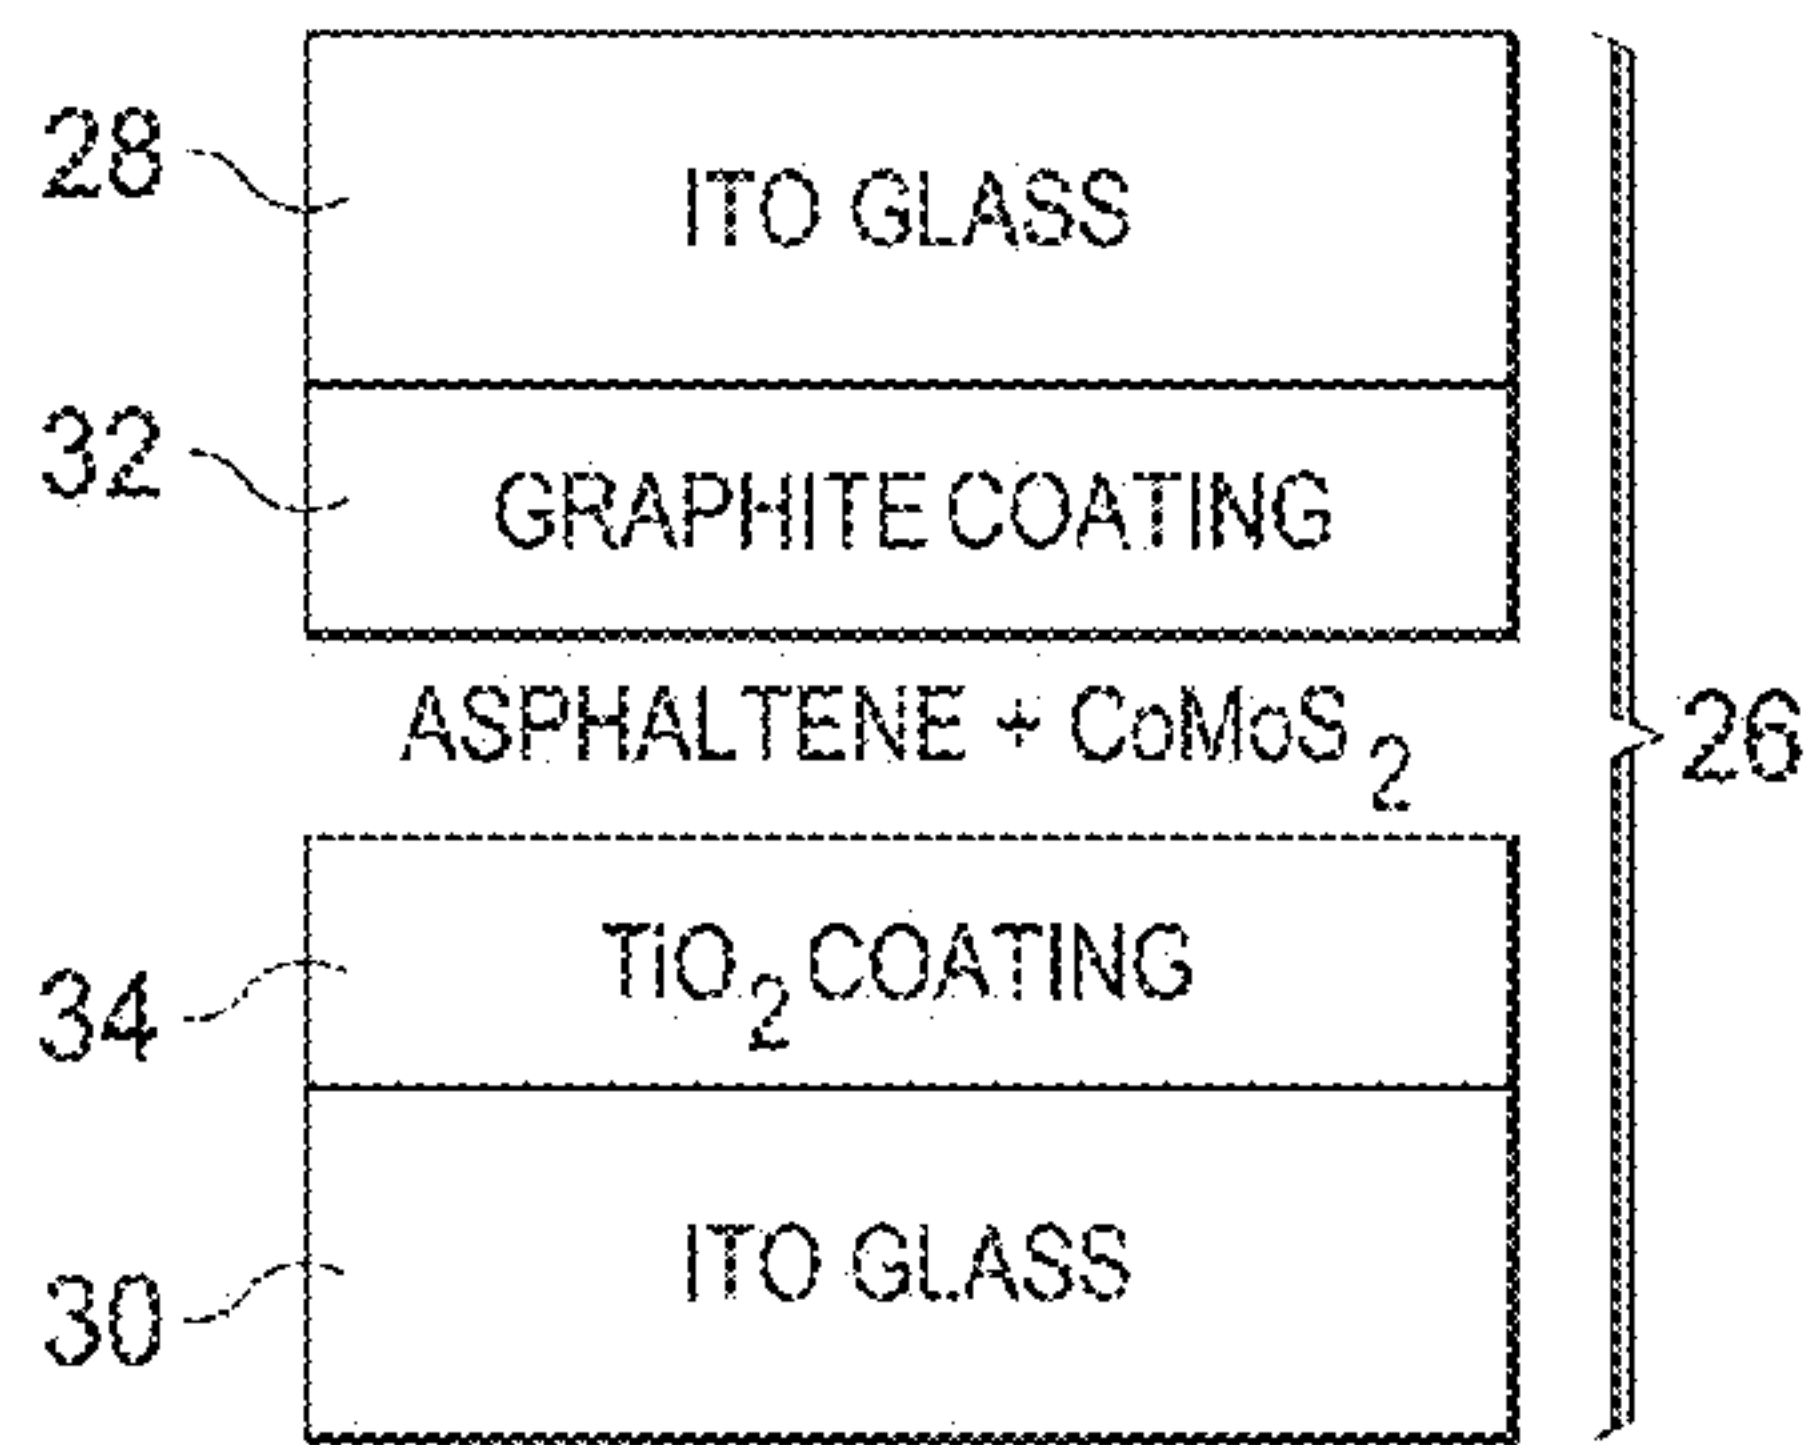 28 ITO GLASS
32 GRAPHITE COATING
ASPHALTENE + CoMoS2
26
TiO2 COATING
34
ITO GLASS
30